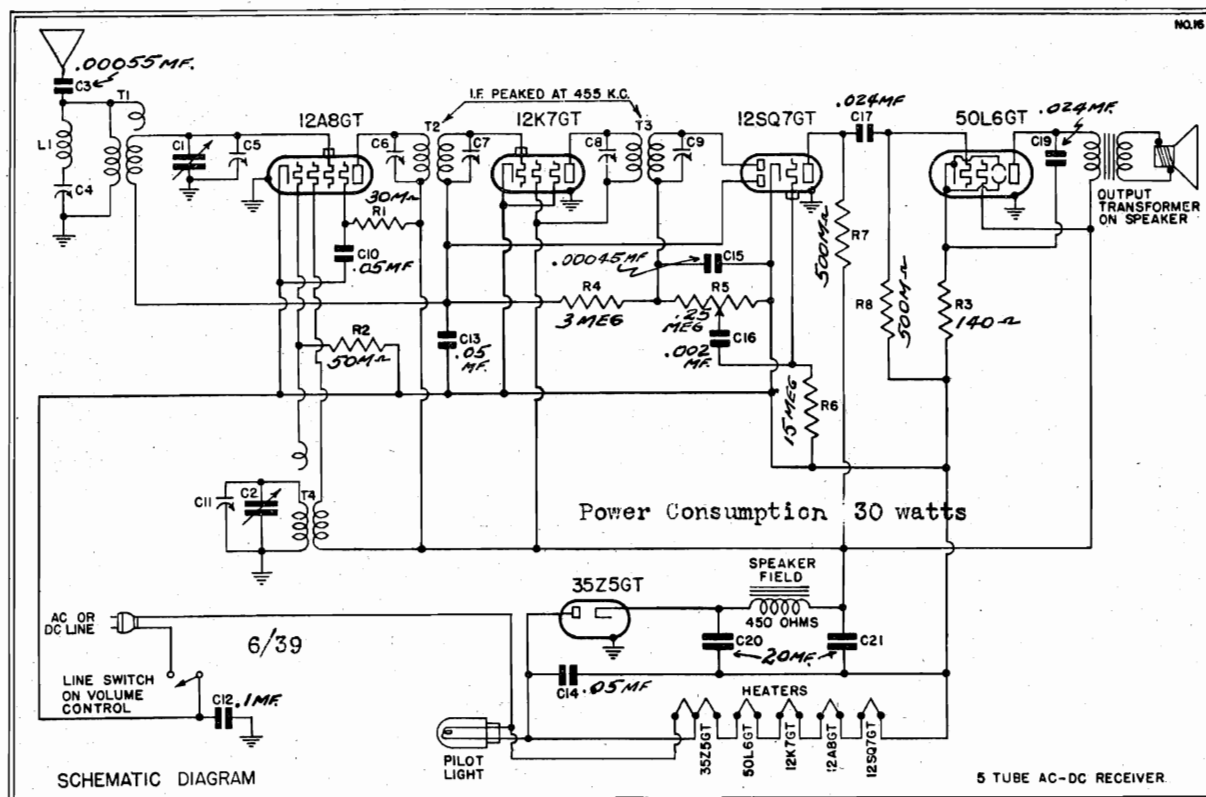 NO.16
.00055 MF.
C3
T1
L1
C4
C1
C5
12A8GT
C6
T2
I.F. PEAKED AT 455 K.C.
C7
12K7GT
C8
T3
C9
12SQ7GT
.024MF
C17
50L6GT
.024MF.
C19
OUTPUT
TRANSFORMER
ON SPEAKER
30MΩ
R1
C10
.05MF
R2
50MΩ
C13
.05
MF.
R4
3 MEG
.00045MF
C15
R5
.25
MEG
.002
MF.
C16
R6
15 MEG
R7
500MΩ
R8
500MΩ
R3
140Ω
C11
C2
T4
Power Consumption 30 watts
35Z5GT
SPEAKER
FIELD
450 OHMS
C20
20MF.
C21
C14
.05MF
AC OR
DC LINE
6/39
LINE SWITCH
ON VOLUME
CONTROL
C12
.1MF.
PILOT
LIGHT
HEATERS
35Z5GT
50L6GT
12K7GT
12A8GT
12SQ7GT
SCHEMATIC DIAGRAM
5 TUBE AC-DC RECEIVER.